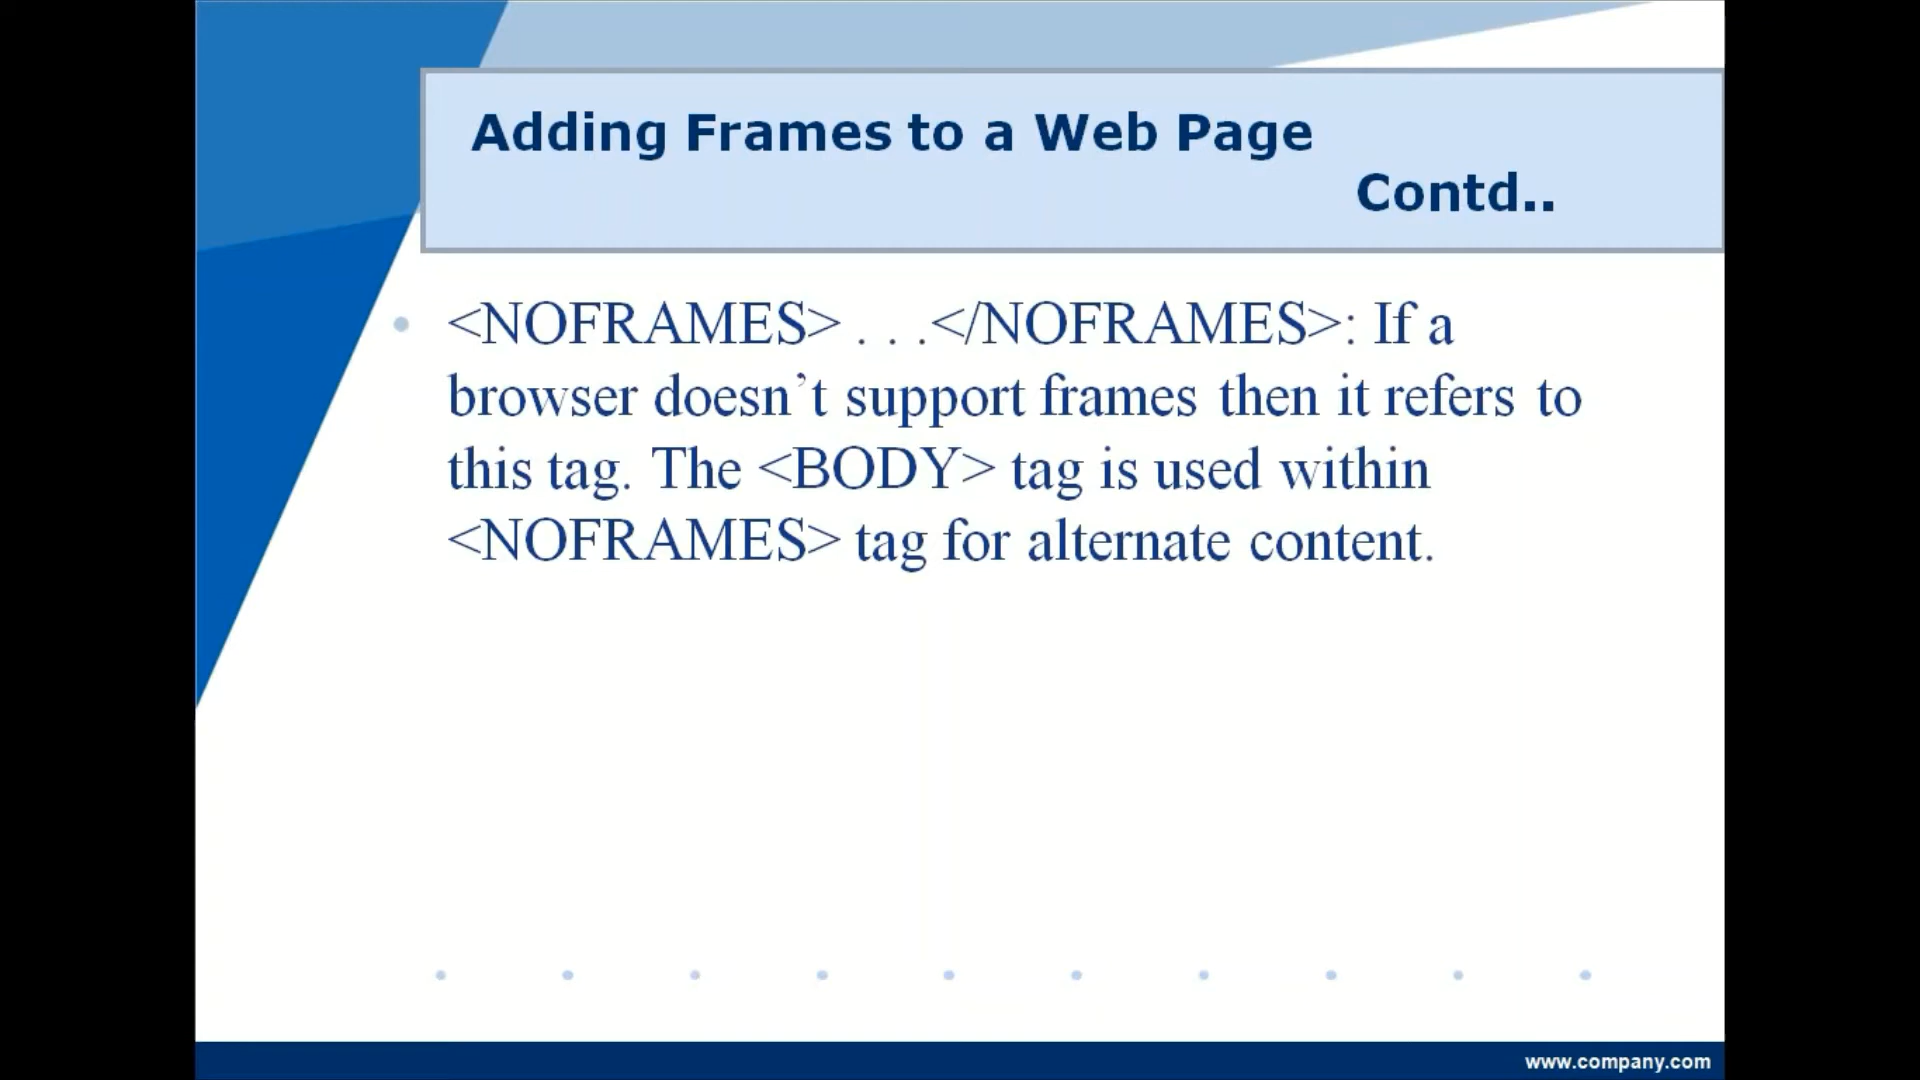 Adding Frames to a Web Page
Contd..
• <NOFRAMES> . . .</NOFRAMES>: If a
browser doesn’t support frames then it refers to
this tag. The <BODY> tag is used within
<NOFRAMES> tag for alternate content.
www.company.com